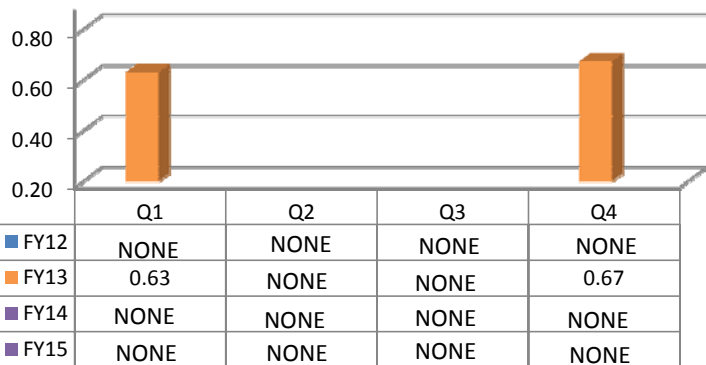 0.80
0.60
0.40
0.20
Q1 Q2 Q3 Q4
FY12 NONE NONE NONE NONE
FY13 0.63 NONE NONE 0.67
FY14 NONE NONE NONE NONE
FY15 NONE NONE NONE NONE